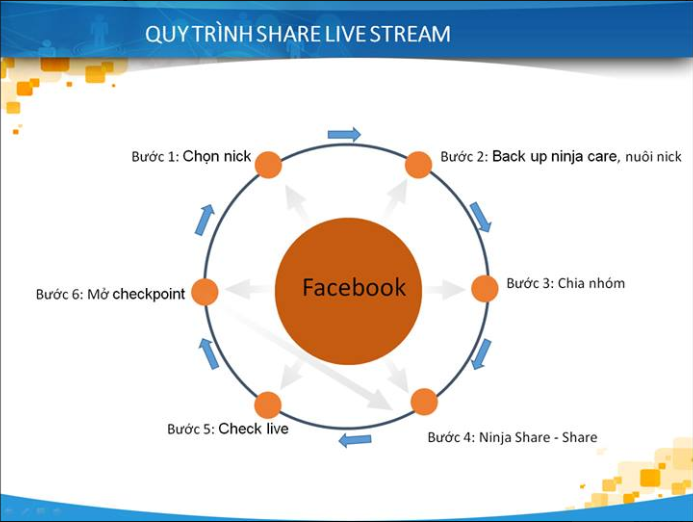 QUY TRÌNH SHARE LIVE STREAM
Bước 1: Chọn nick
Bước 2: Back up ninja care, nuôi nick
Bước 3: Chia nhóm
Bước 4: Ninja Share - Share
Bước 5: Check live
Bước 6: Mở checkpoint
Facebook